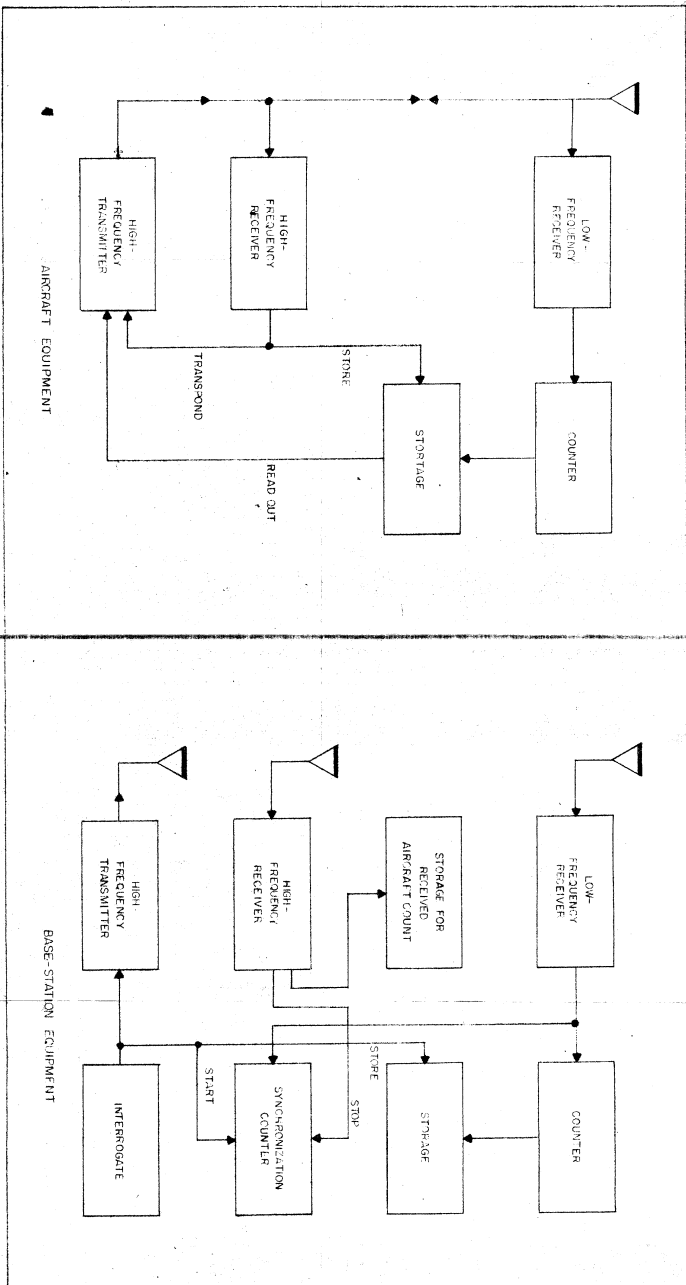 LOW-
FREQUENCY
RECEIVER
COUNTER
HIGH-
FREQUENCY
RECEIVER
STORE
STORTAGE
TRANSPOND
READ OUT
HIGH-
FREQUENCY
TRANSMITTER
AIRCRAFT EQUIPMENT
LOW-
FREQUENCY
RECEIVER
COUNTER
STORAGE FOR
RECEIVED
AIRCRAFT COUNT
STORE
STORAGE
HIGH-
FREQUENCY
RECEIVER
STOP
SYNCHRONIZATION
COUNTER
START
HIGH-
FREQUENCY
TRANSMITTER
INTERROGATE
BASE-STATION EQUIPMENT